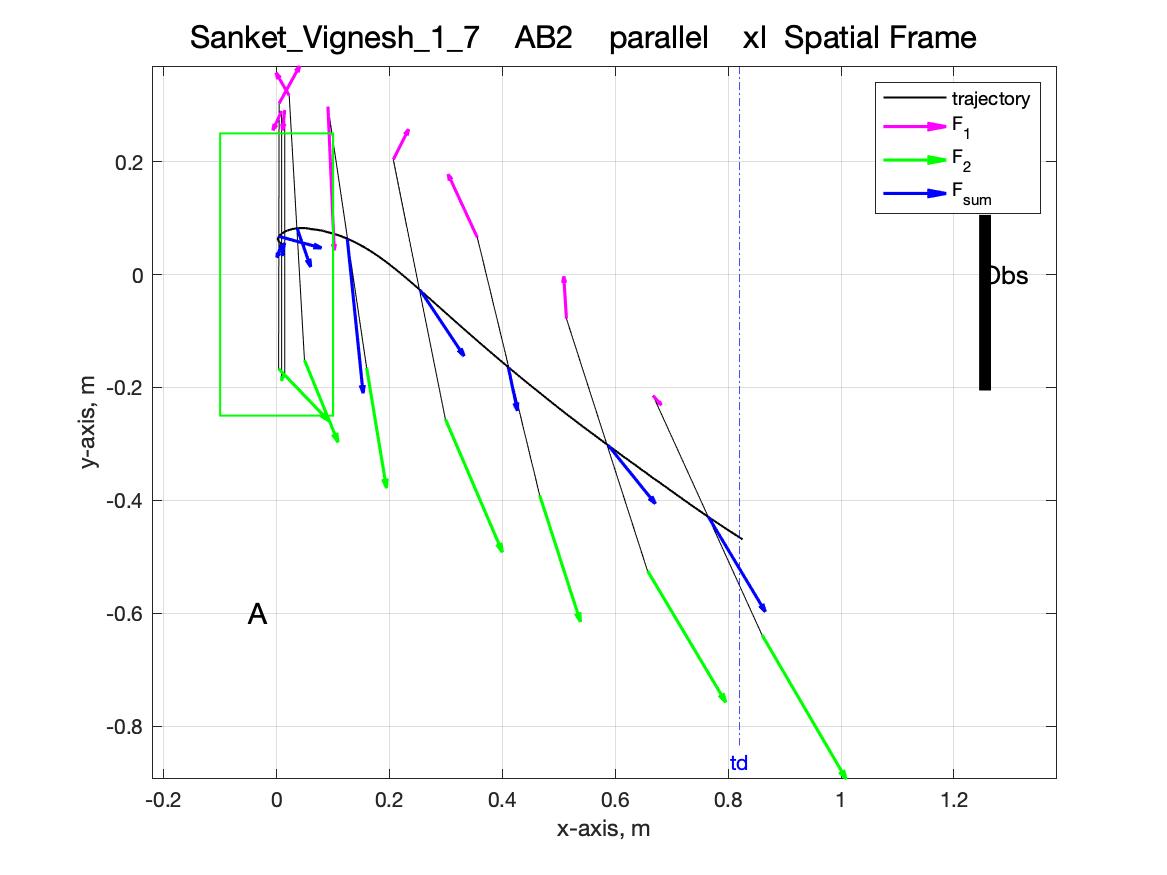 Sanket_Vignesh_1_7 AB2 parallel xl Spatial Frame
trajectory
F1
F2
Fsum
0.2
0
-0.2
-0.4
-0.6
-0.8
y-axis, m
Obs
A
td
-0.2 0 0.2 0.4 0.6 0.8 1 1.2
x-axis, m